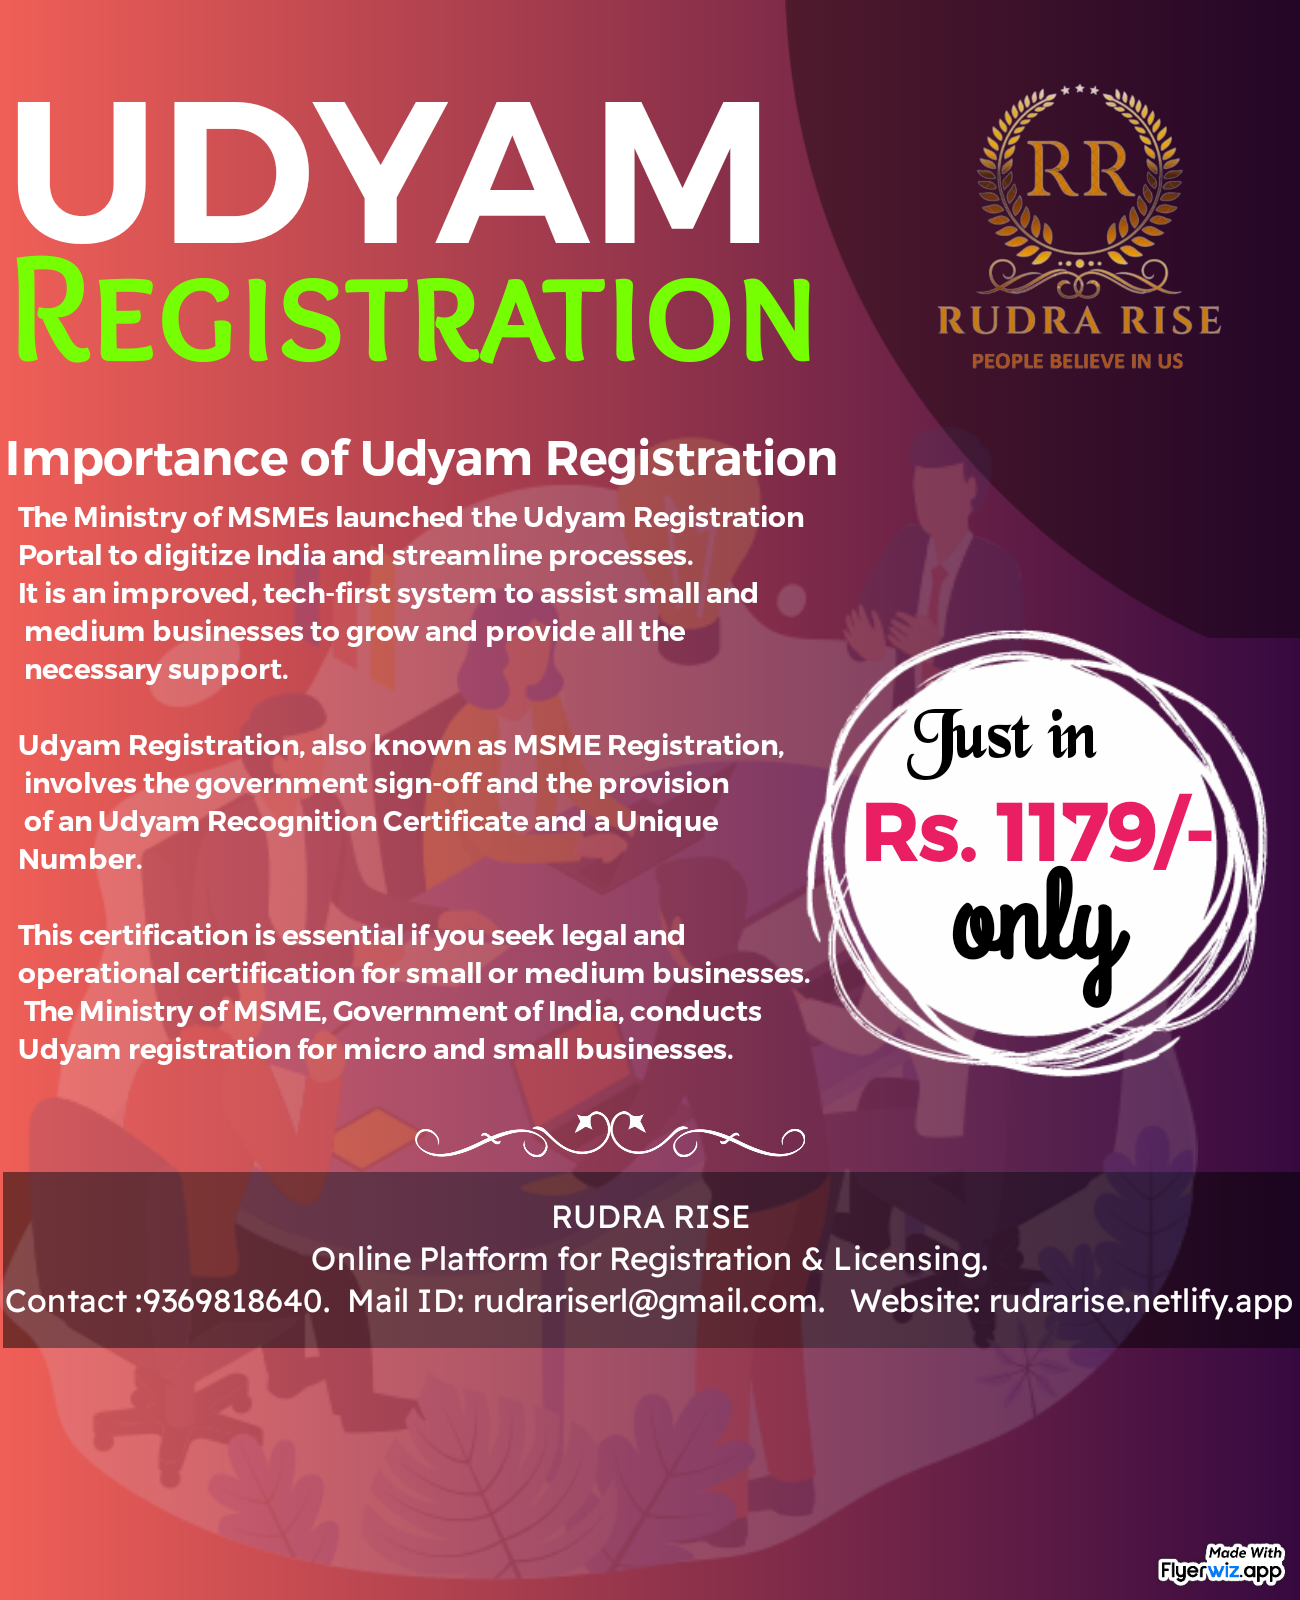 UDYAM
REGISTRATION
RR
RUDRA RISE
PEOPLE BELIEVE IN US
Importance of Udyam Registration
The Ministry of MSMEs launched the Udyam Registration
Portal to digitize India and streamline processes.
It is an improved, tech-first system to assist small and
medium businesses to grow and provide all the
necessary support.
Udyam Registration, also known as MSME Registration,
involves the government sign-off and the provision
of an Udyam Recognition Certificate and a Unique
Number.
This certification is essential if you seek legal and
operational certification for small or medium businesses.
The Ministry of MSME, Government of India, conducts
Udyam registration for micro and small businesses.
Just in
Rs. 1179/-
only
RUDRA RISE
Online Platform for Registration & Licensing.
Contact :9369818640. Mail ID: rudrariserl@gmail.com. Website: rudrarise.netlify.app
Made With
Flyerwiz.app